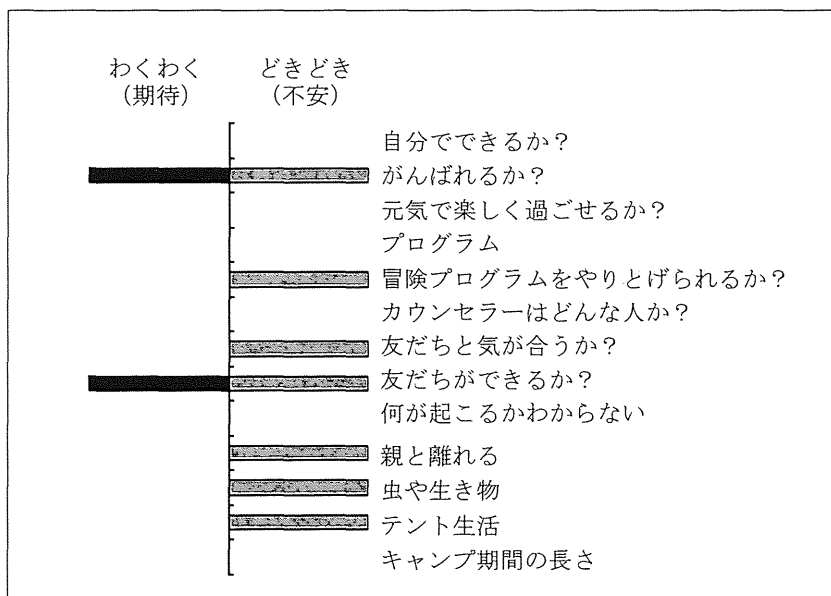 わくわく どきどき
（期待） （不安）
自分でできるか？
がんばれるか？
元気で楽しく過ごせるか？
プログラム
冒険プログラムをやりとげられるか？
カウンセラーはどんな人か？
友だちと気が合うか？
友だちができるか？
何が起こるかわからない
親と離れる
虫や生き物
テント生活
キャンプ期間の長さ